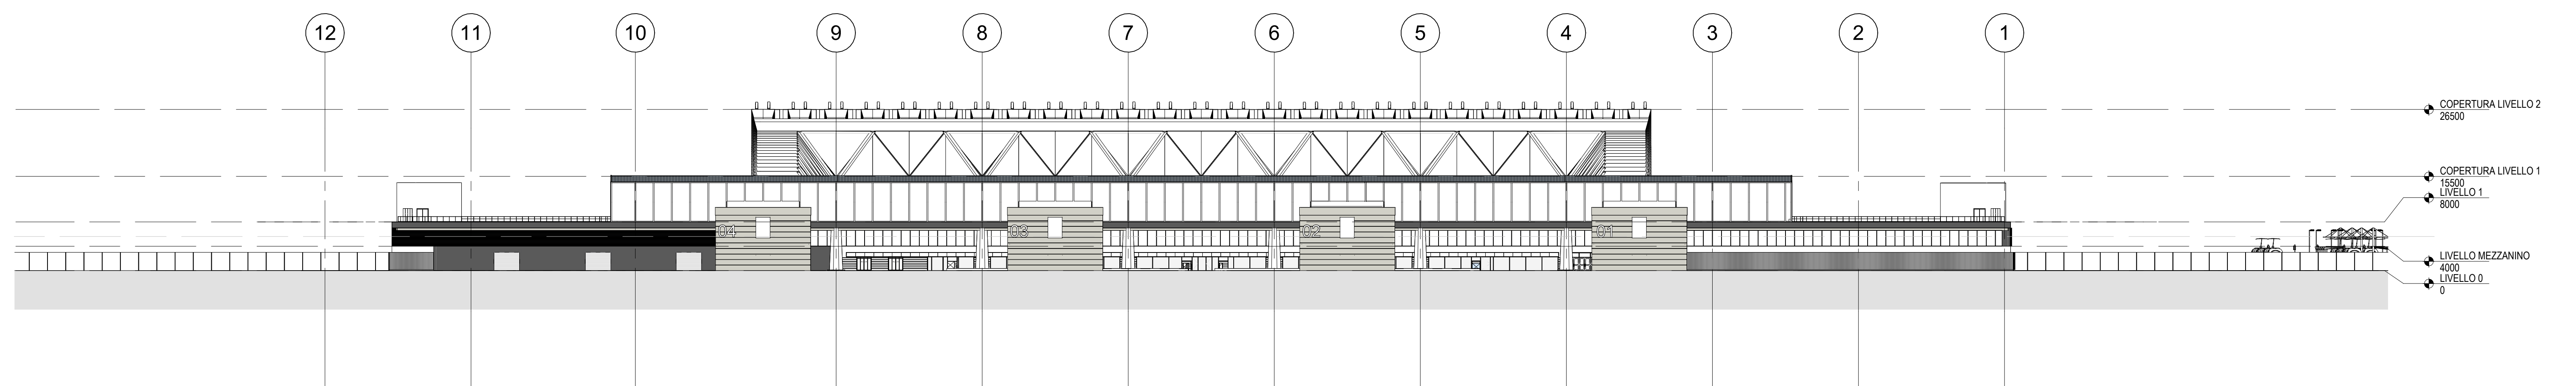 12 11 10 9 8 7 6 5 4 3 2 1
COPERTURA LIVELLO 2
26500
COPERTURA LIVELLO 1
15500
LIVELLO 1
8000
04 03 02 01
LIVELLO MEZZANINO
4000
LIVELLO 0
0